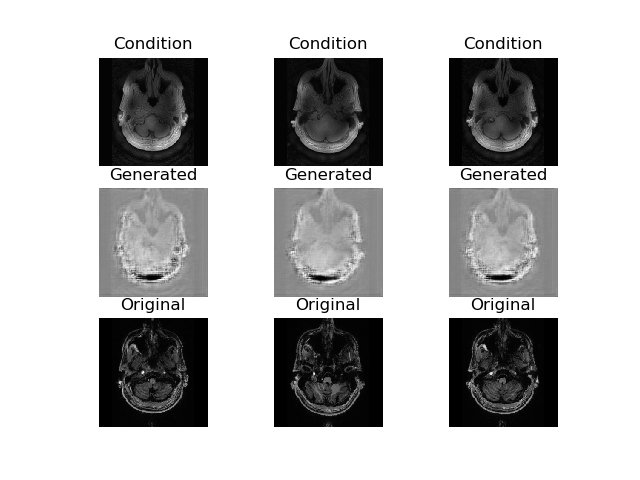 Condition Condition Condition
Generated Generated Generated
Original Original Original